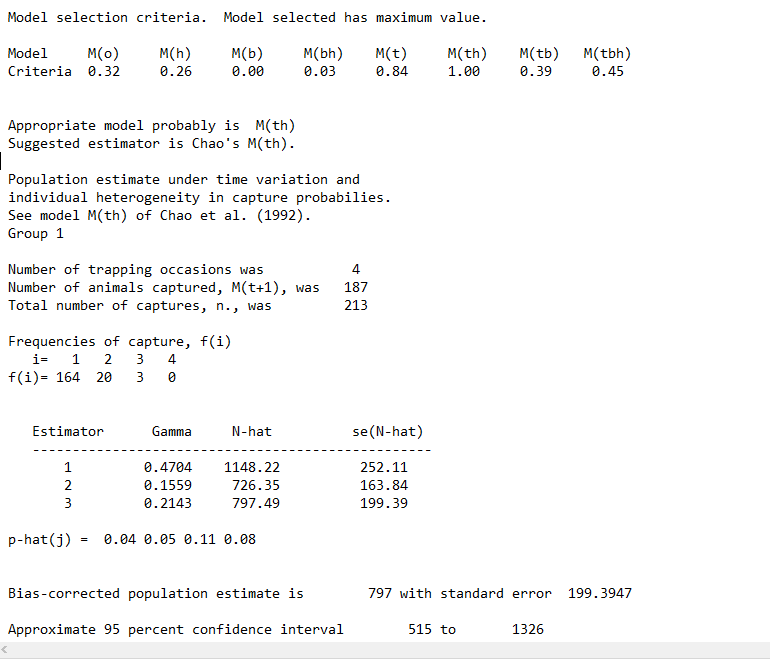 Model selection criteria.  Model selected has maximum value.
Model     M(o)     M(h)     M(b)     M(bh)    M(t)     M(th)    M(tb)   M(tbh)
Criteria  0.32     0.26     0.00     0.03     0.84     1.00     0.39     0.45
Appropriate model probably is  M(th)
Suggested estimator is Chao's M(th).
Population estimate under time variation and
individual heterogeneity in capture probabilies.
See model M(th) of Chao et al. (1992).
Group 1
Number of trapping occasions was           4
Number of animals captured, M(t+1), was   187
Total number of captures, n., was         213
Frequencies of capture, f(i)
   i=   1   2   3   4
f(i)= 164  20   3   0
   Estimator      Gamma     N-hat          se(N-hat)
   --------------------------------------------------
       1         0.4704    1148.22          252.11
       2         0.1559     726.35          163.84
       3         0.2143     797.49          199.39
p-hat(j) =  0.04 0.05 0.11 0.08
Bias-corrected population estimate is        797 with standard error  199.3947
Approximate 95 percent confidence interval        515 to       1326